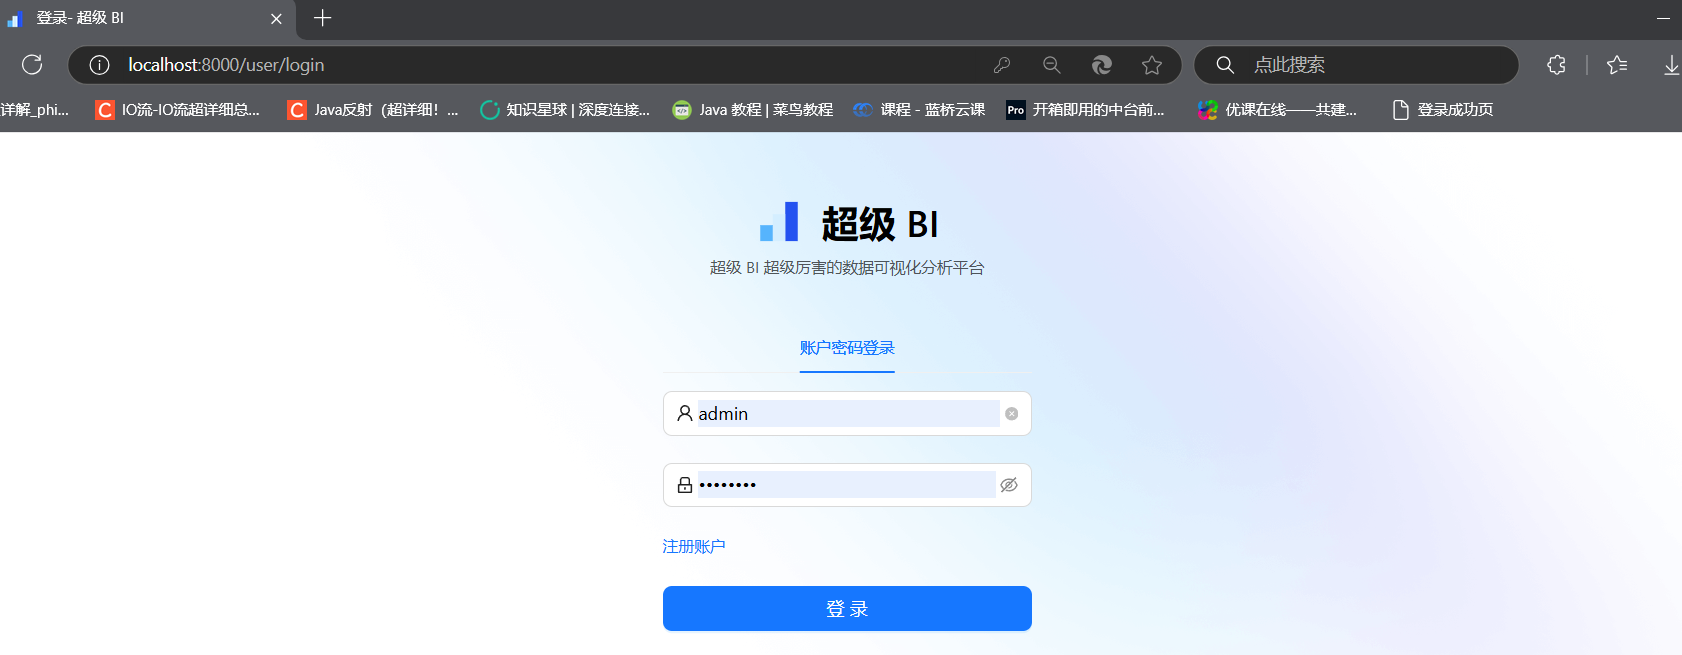 登录- 超级 BI
localhost:8000/user/login
点此搜索
详解_phi...
IO流-IO流超详细总...
Java反射（超详细！...
知识星球 | 深度连接...
Java 教程 | 菜鸟教程
课程 - 蓝桥云课
Pro
开箱即用的中台前...
优课在线——共建...
登录成功页
超级 BI
超级 BI 超级厉害的数据可视化分析平台
账户密码登录
admin
••••••••
注册账户
登 录